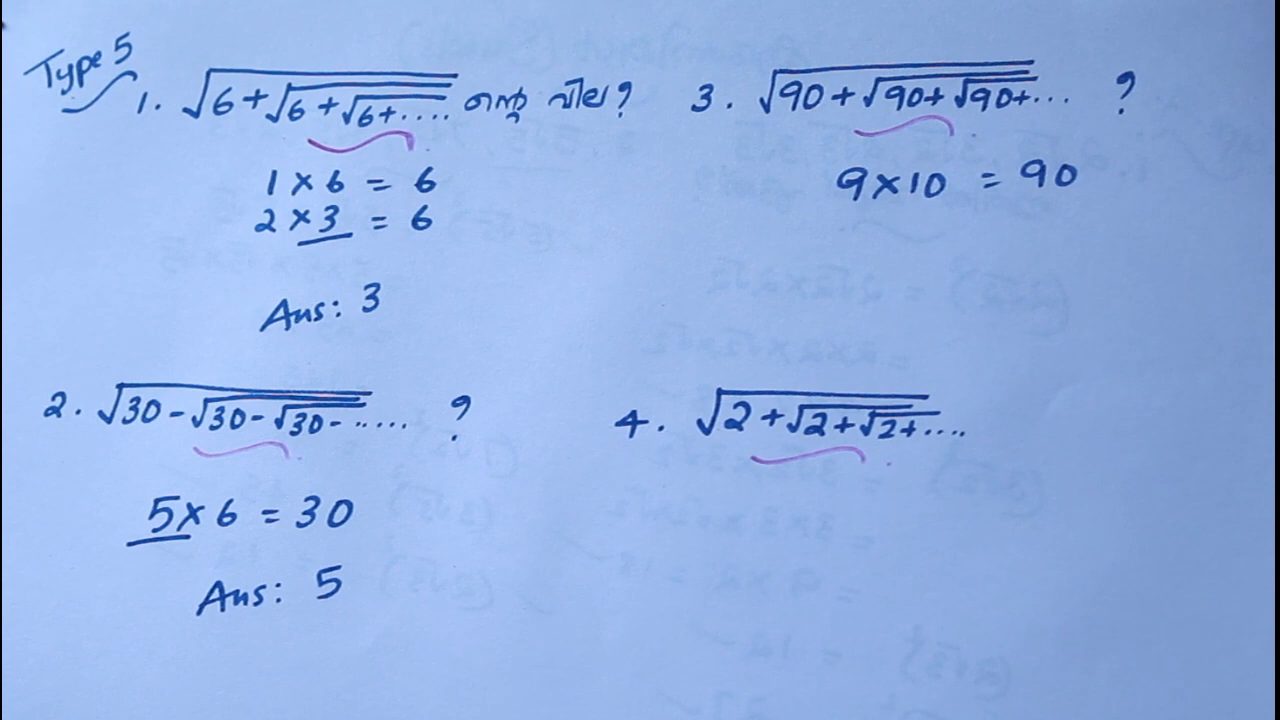 Type 5
1. √6+√6+√6+.... ന്റെ വില?
1 × 6 = 6
2 × 3 = 6
Ans: 3
2. √30-√30-√30-..... ?
5 × 6 = 30
Ans: 5
3. √90+√90+√90+... ?
9 × 10 = 90
4. √2+√2+√2+....